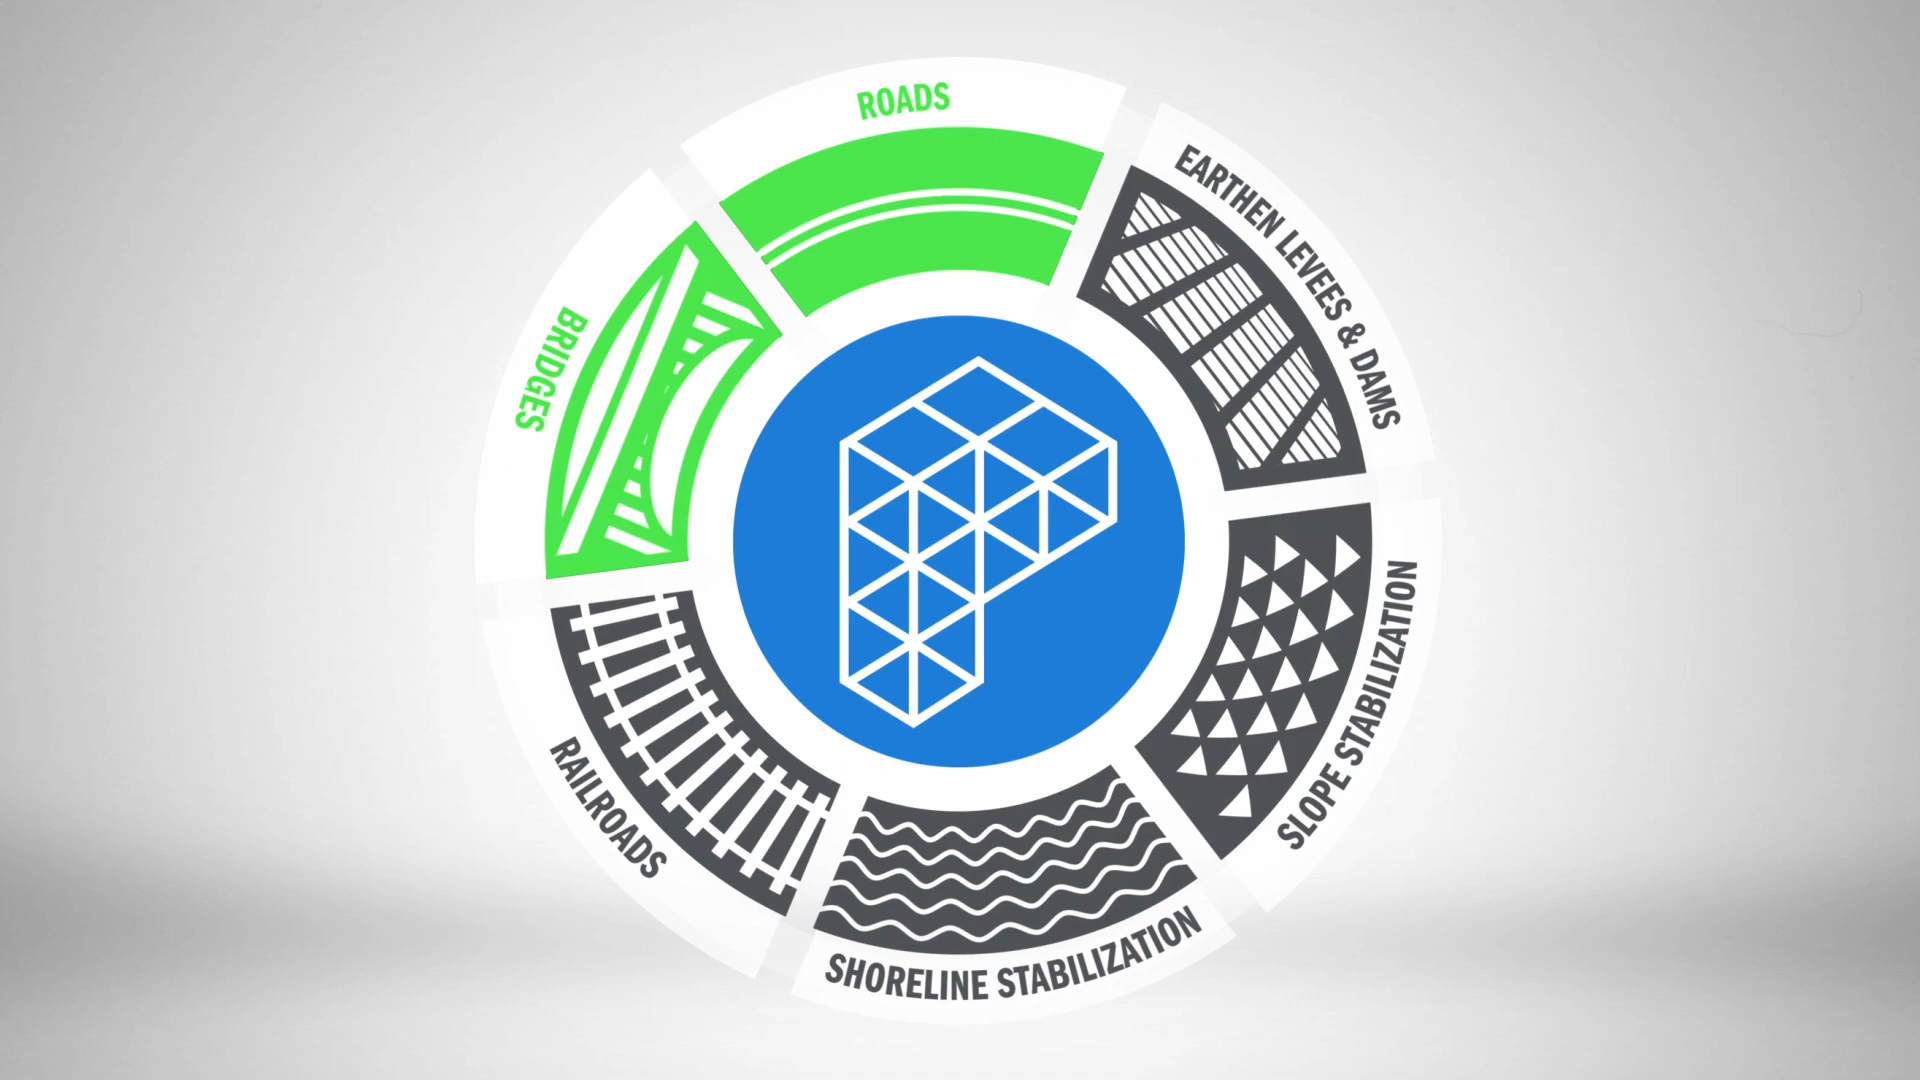 ROADS
EARTHEN LEVEES & DAMS
SLOPE STABILIZATION
SHORELINE STABILIZATION
RAILROADS
BRIDGES